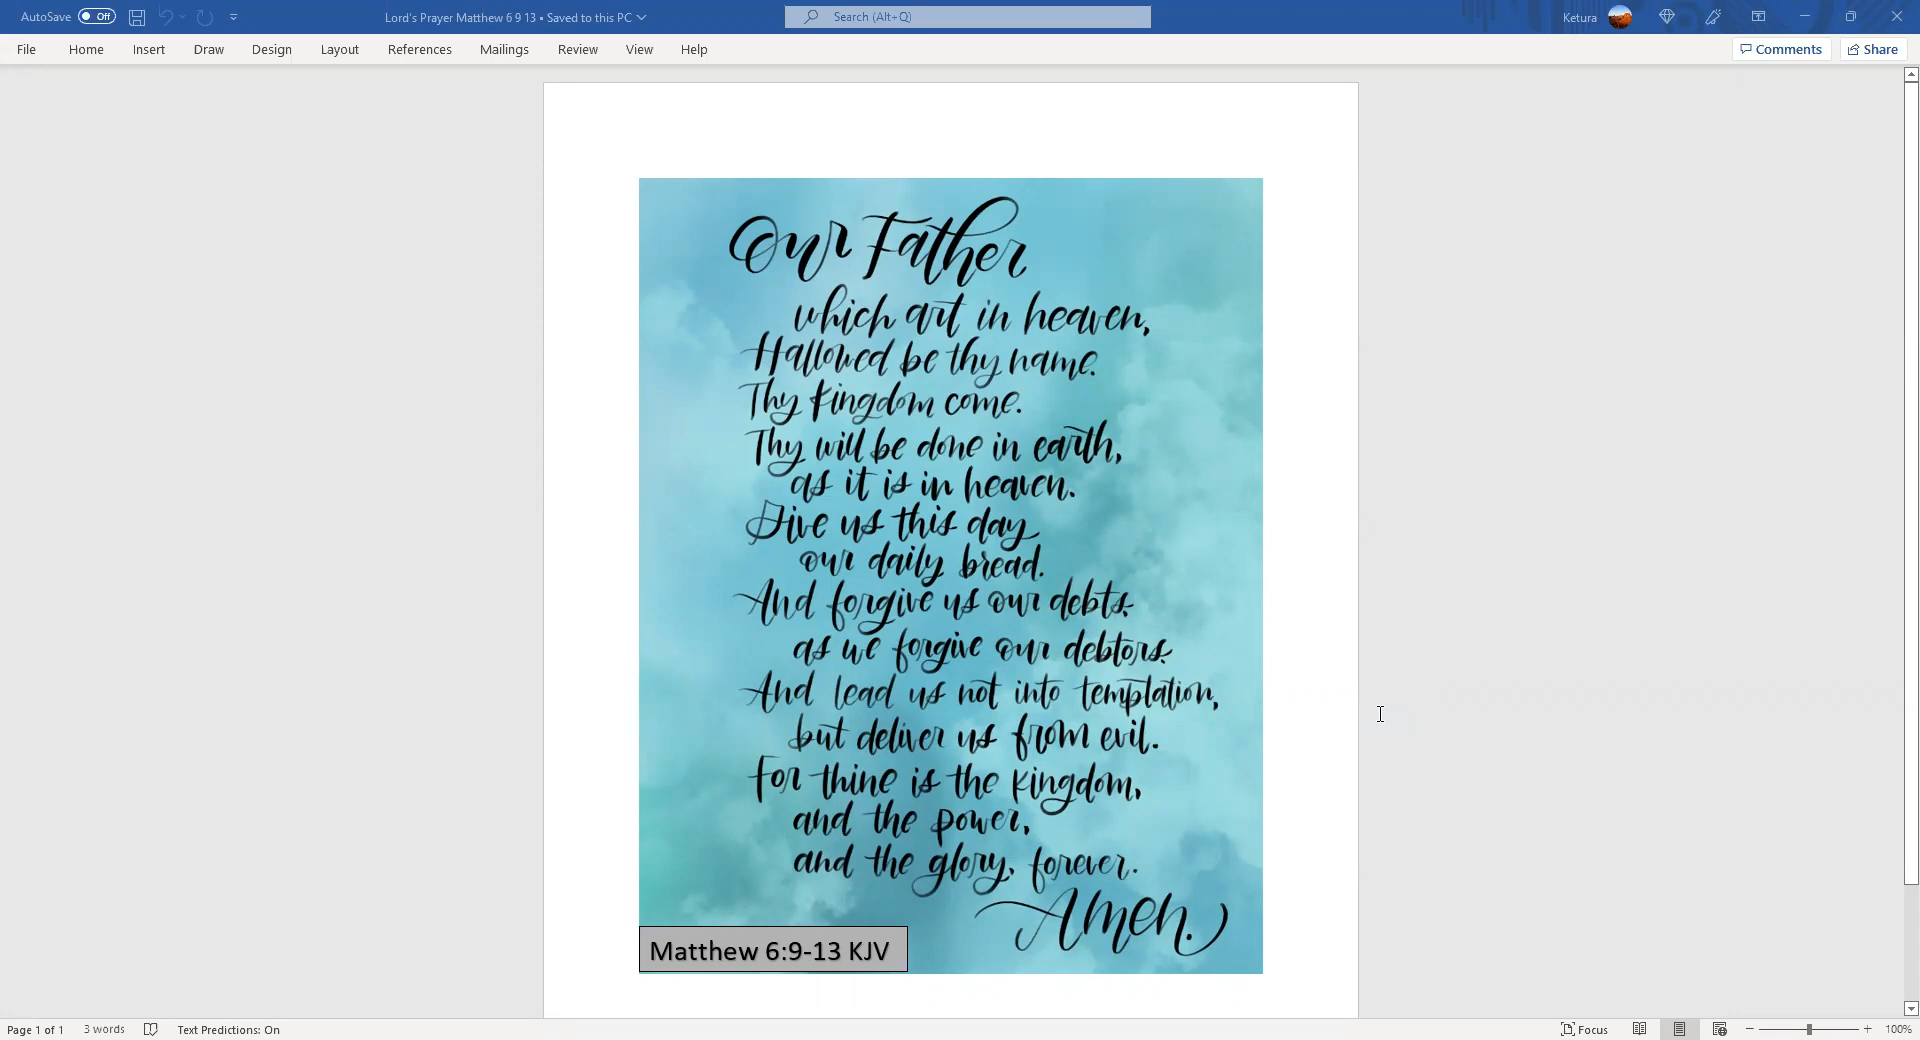 AutoSave Off Lord's Prayer Matthew 6 9 13 • Saved to this PC Search (Alt+Q) Ketura
File Home Insert Draw Design Layout References Mailings Review View Help Comments Share
Our Father
which art in heaven,
Hallowed be thy name.
Thy kingdom come.
Thy will be done in earth,
as it is in heaven.
Give us this day
our daily bread.
And forgive us our debts,
as we forgive our debtors.
And lead us not into temptation,
but deliver us from evil.
For thine is the kingdom,
and the power,
and the glory, forever.
Amen.
Matthew 6:9-13 KJV
Page 1 of 1 3 words Text Predictions: On Focus 100%